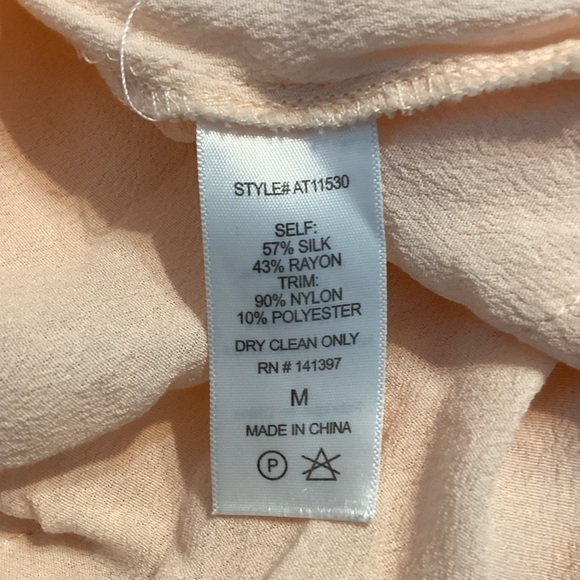 STYLE# AT11530
SELF:
57% SILK
43% RAYON
TRIM:
90% NYLON
10% POLYESTER
DRY CLEAN ONLY
RN # 141397
M
MADE IN CHINA
P